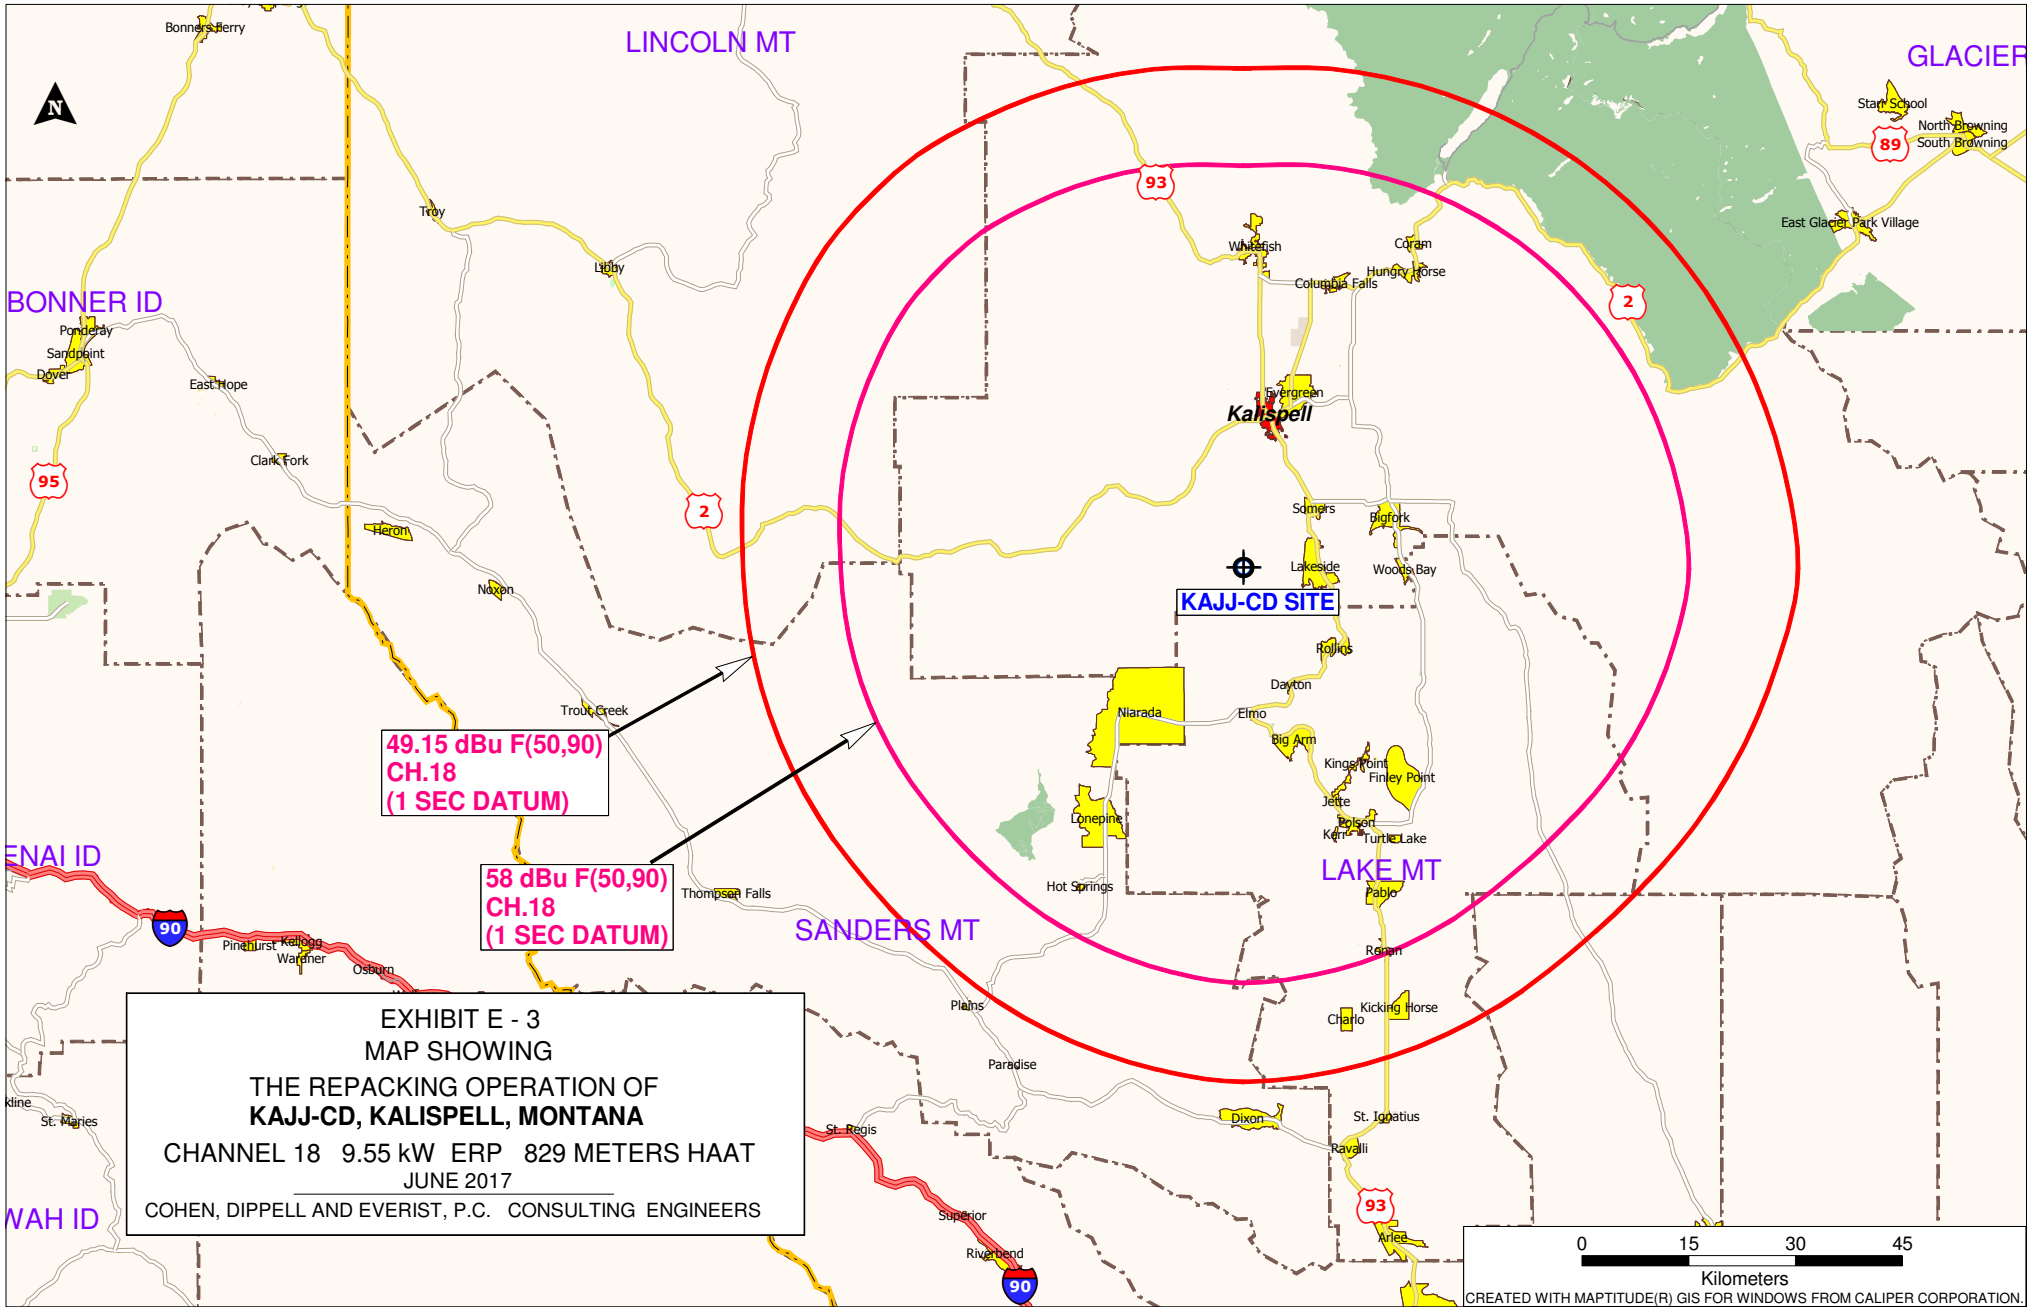 Bonners Ferry
LINCOLN MT
GLACIER
N
Starr School
North Browning
89
South Browning
93
Troy
East Glacier Park Village
Whitefish
Coram
Libby
Hungry Horse
Columbia Falls
BONNER ID
2
Ponderay
Sandpoint
Dover
East Hope
Evergreen
Kalispell
Clark Fork
95
2
Somers
Bigfork
Heron
Lakeside
Woods Bay
Noxon
KAJJ-CD SITE
Rollins
Dayton
Trout Creek
Niarada
Elmo
Big Arm
49.15 dBu F(50,90)
CH.18
(1 SEC DATUM)
Kings Point
Finley Point
Jette
Lonepine
Polson
Kerr
Turtle Lake
ENAI ID
LAKE MT
58 dBu F(50,90)
CH.18
(1 SEC DATUM)
Hot Springs
Thompson Falls
Pablo
90
SANDERS MT
Pinehurst
Kellogg
Wardner
Osburn
Ronan
Plains
Kicking Horse
Charlo
EXHIBIT E - 3
MAP SHOWING
THE REPACKING OPERATION OF
KAJJ-CD, KALISPELL, MONTANA
CHANNEL 18 9.55 kW ERP 829 METERS HAAT
JUNE 2017
COHEN, DIPPELL AND EVERIST, P.C. CONSULTING ENGINEERS
Paradise
kline
St. Maries
Dixon
St. Ignatius
St. Regis
Ravalli
WAH ID
93
Superior
Arlee
Riverbend
90
0 15 30 45
Kilometers
CREATED WITH MAPTITUDE(R) GIS FOR WINDOWS FROM CALIPER CORPORATION.